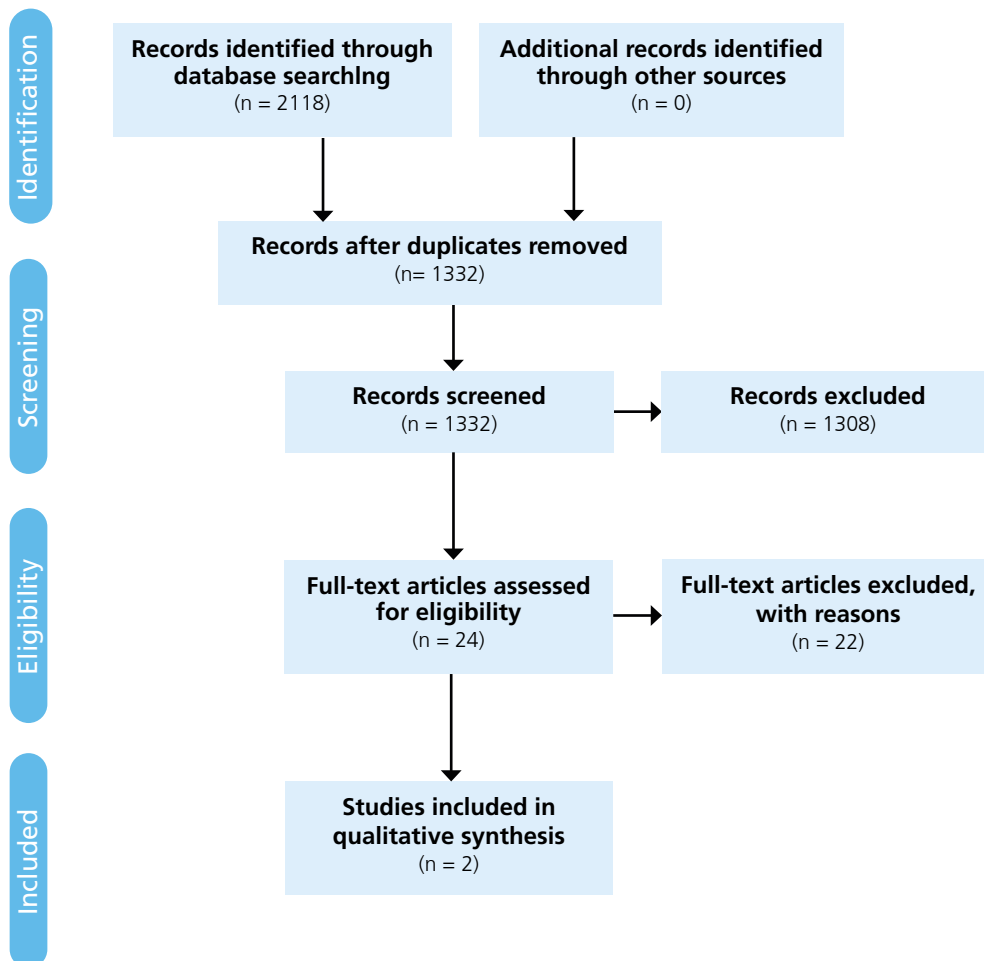 Identification
Records identified through
database searchlng
(n = 2118)
Additional records identified
through other sources
(n = 0)
Records after duplicates removed
(n= 1332)
Screening
Records screened
(n = 1332)
Records excluded
(n = 1308)
Eligibility
Full-text articles assessed
for eligibility
(n = 24)
Full-text articles excluded,
with reasons
(n = 22)
Included
Studies included in
qualitative synthesis
(n = 2)